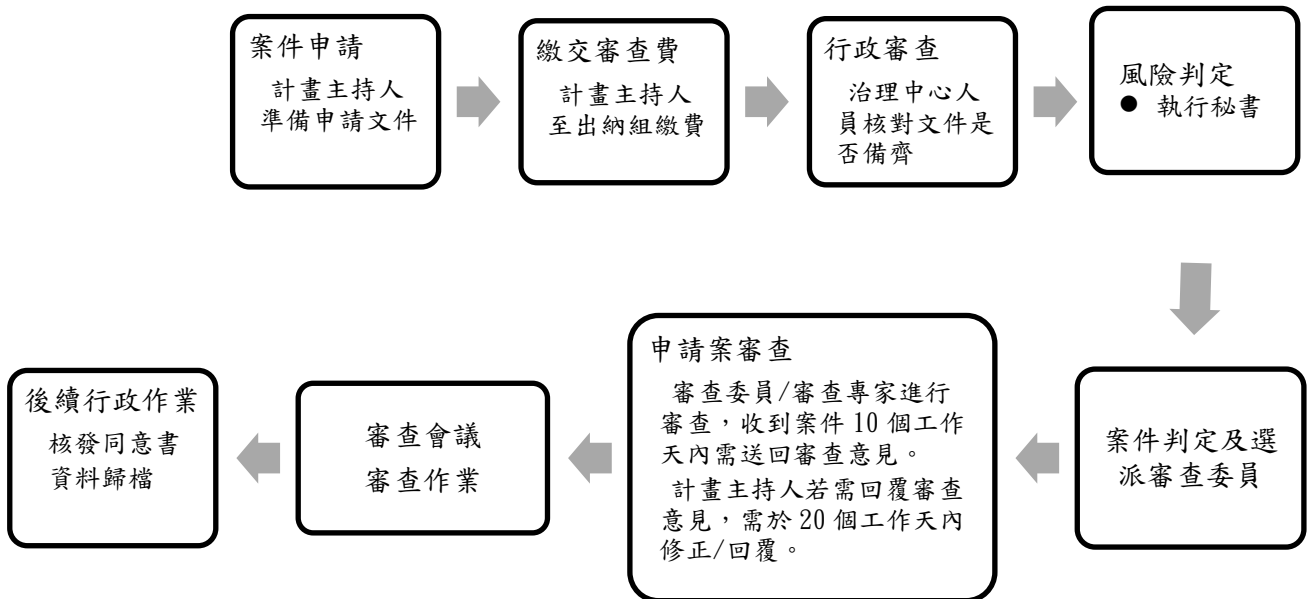 案件申請
計畫主持人
準備申請文件
繳交審查費
計畫主持人
至出納組繳費
行政審查
治理中心人
員核對文件是
否備齊
風險判定
● 執行秘書
案件判定及選
派審查委員
申請案審查
審查委員/審查專家進行
審查，收到案件 10 個工作
天內需送回審查意見。
計畫主持人若需回覆審查
意見，需於 20 個工作天內
修正/回覆。
審查會議
審查作業
後續行政作業
核發同意書
資料歸檔